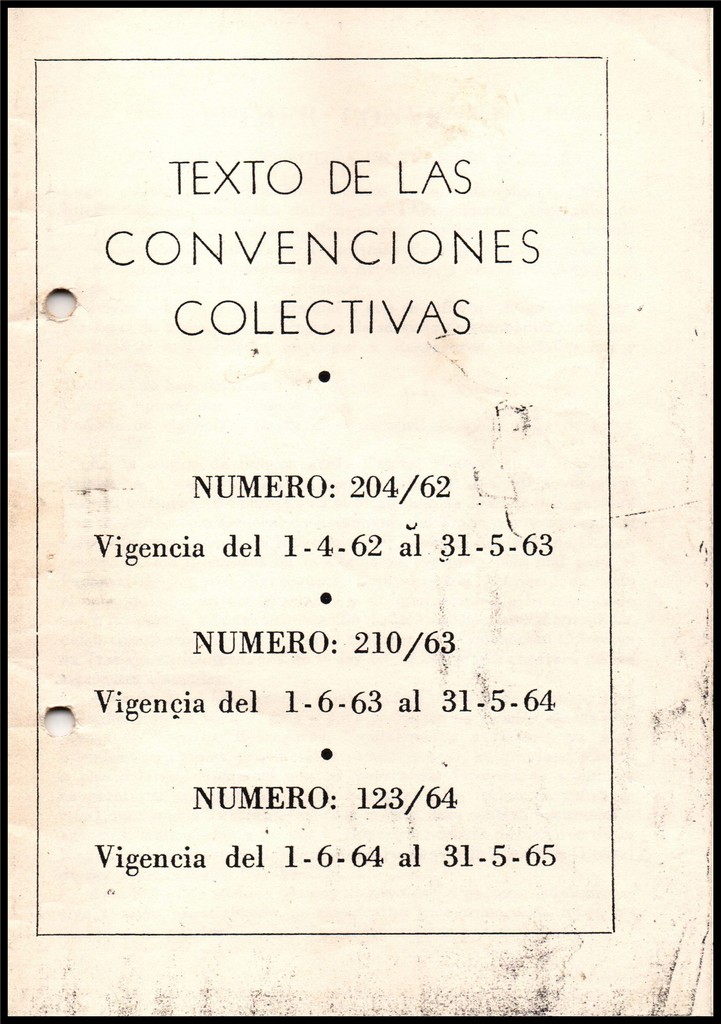 TEXTO DE LAS
CONVENCIONES
COLECTIVAS
•
NUMERO: 204/62
Vigencia del 1-4-62 al 31-5-63
•
NUMERO: 210/63
Vigencia del 1-6-63 al 31-5-64
•
NUMERO: 123/64
Vigencia del 1-6-64 al 31-5-65